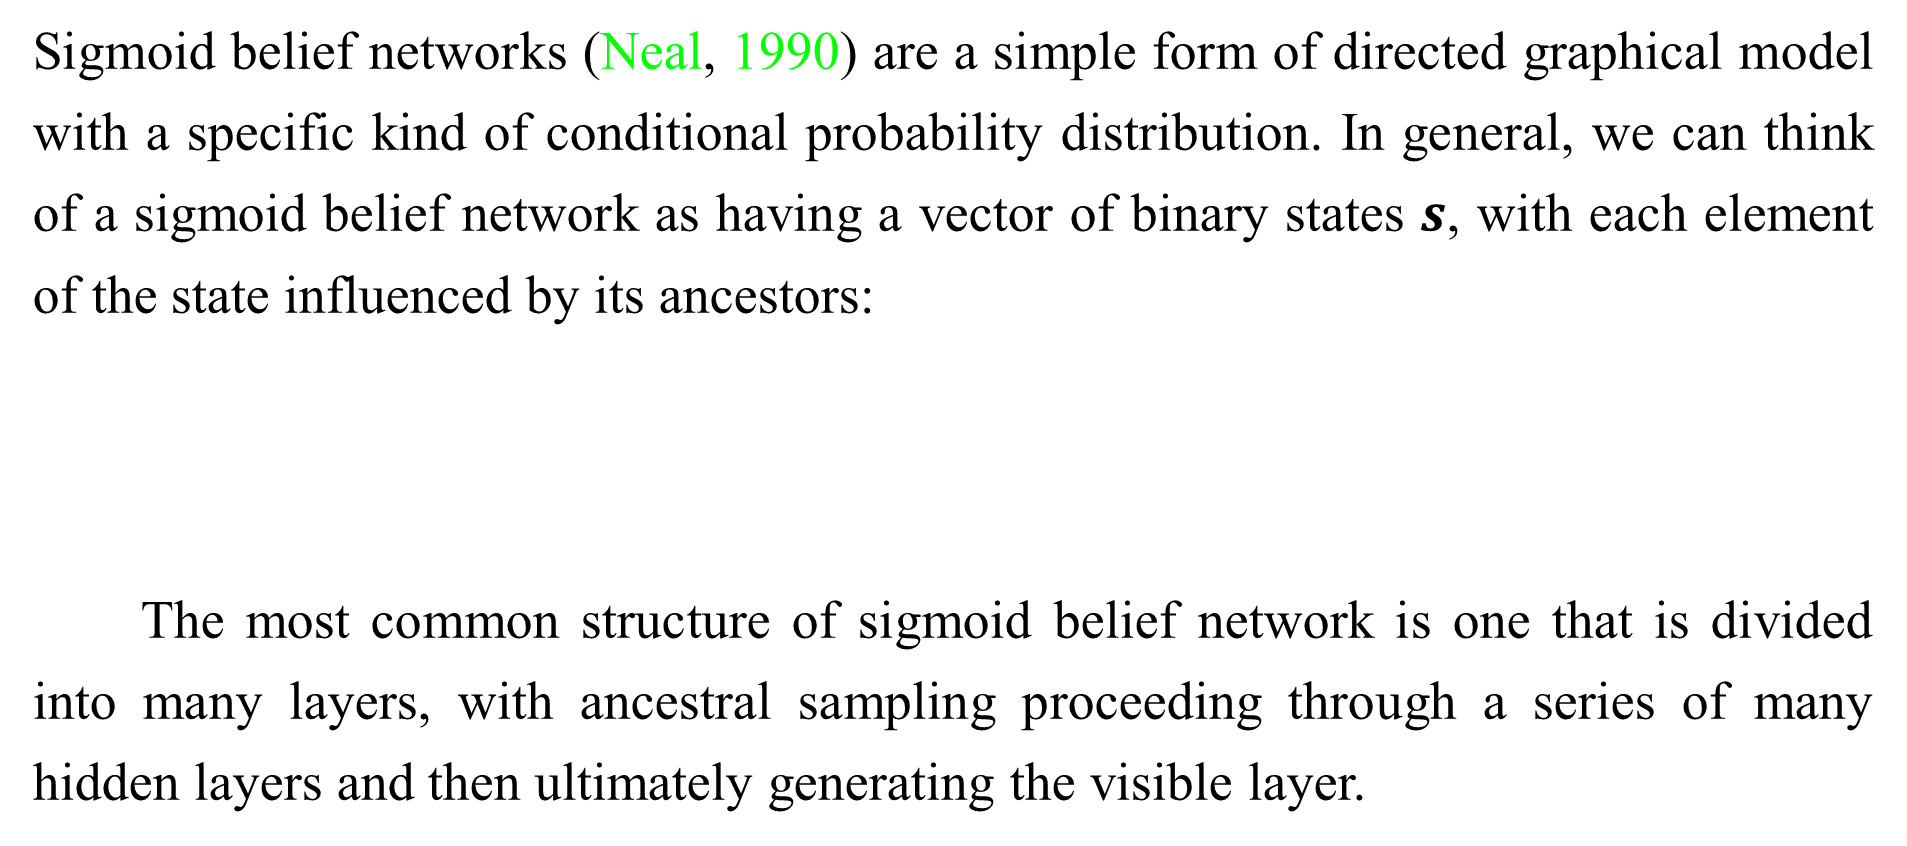 Sigmoid belief networks (Neal, 1990) are a simple form of directed graphical model
with a specific kind of conditional probability distribution. In general, we can think
of a sigmoid belief network as having a vector of binary states s, with each element
of the state influenced by its ancestors:
The most common structure of sigmoid belief network is one that is divided
into many layers, with ancestral sampling proceeding through a series of many
hidden layers and then ultimately generating the visible layer.